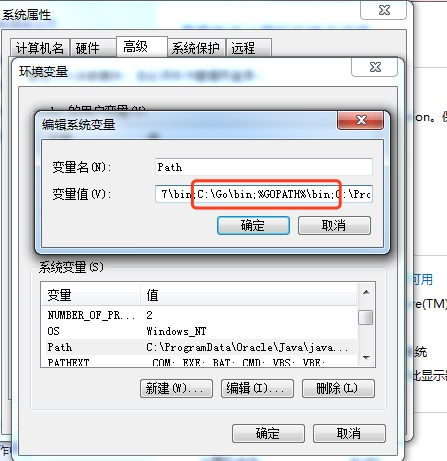 系统属性
计算机名 硬件 高级 系统保护 远程
环境变量
的用户变量(U)
on。
编辑系统变量
变量名(N): Path
变量值(V): 7\bin;C:\Go\bin;%GOPATH%\bin;C:\Pro
确定 取消
系统变量(S)
变量 值
NUMBER_OF_PR... 2
OS Windows_NT
Path C:\ProgramData\Oracle\Java\java...
PATHEXT .COM;.EXE;.BAT;.CMD;.VBS;.VBE;
新建(W)... 编辑(I)... 删除(L)
确定 取消
可用
re(TM)
统
此显示器
作